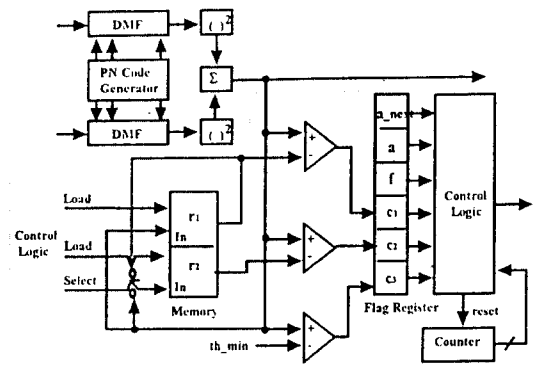 DMF
( )²
PN Code
Generator
Σ
DMF
( )²
a_next
a
f
c₁
c₂
c₃
Control
Logic
Load
Control
Logic
Load
Select
r₁
In
r₂
In
Memory
+
-
+
-
+
-
th_min
Flag Register
reset
Counter